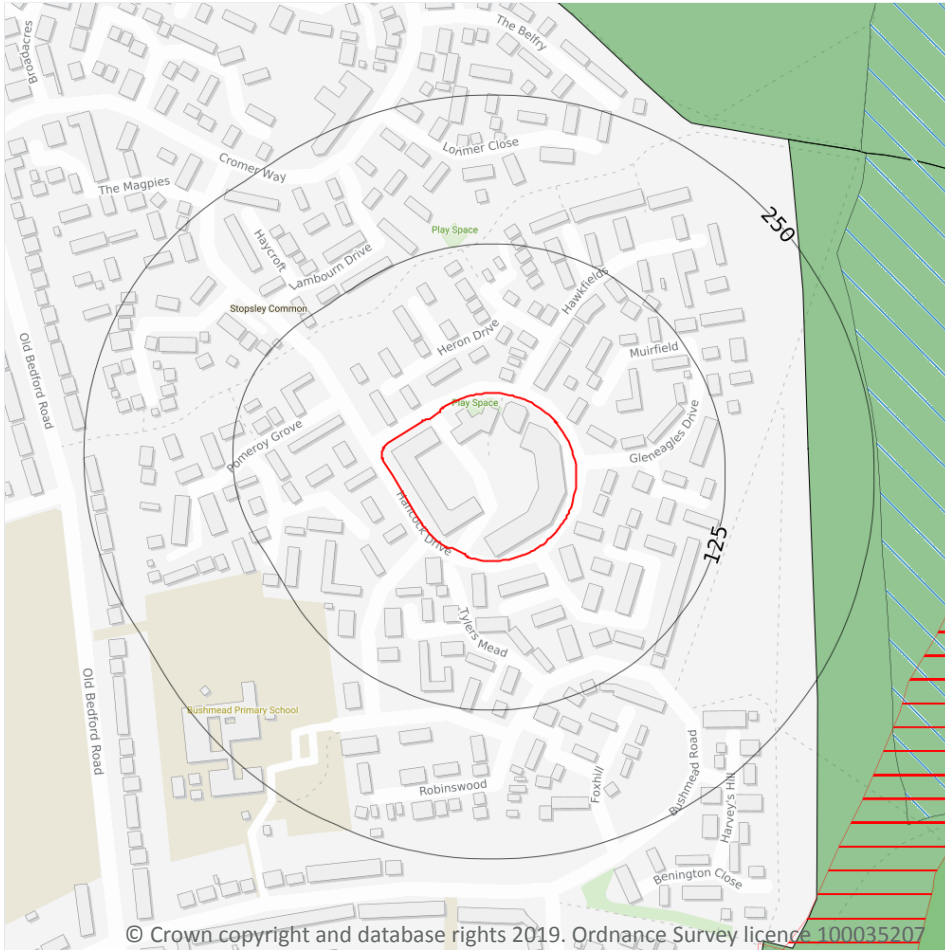 The Belfry
Broadacres
Lorimer Close
Cromer Way
The Magpies
250
Play Space
Haycroft
Lambourn Drive
Hawkfields
Stopsley Common
Heron Drive
Old Bedford Road
Muirfield
Play Space
Gleneagles Drive
Pomeroy Grove
Hancock Drive
125
Tylers Mead
Old Bedford Road
Bushmead Primary School
Bushmead Road
Foxhill
Robinswood
Harvey's Hill
Benington Close
© Crown copyright and database rights 2019. Ordnance Survey licence 100035207